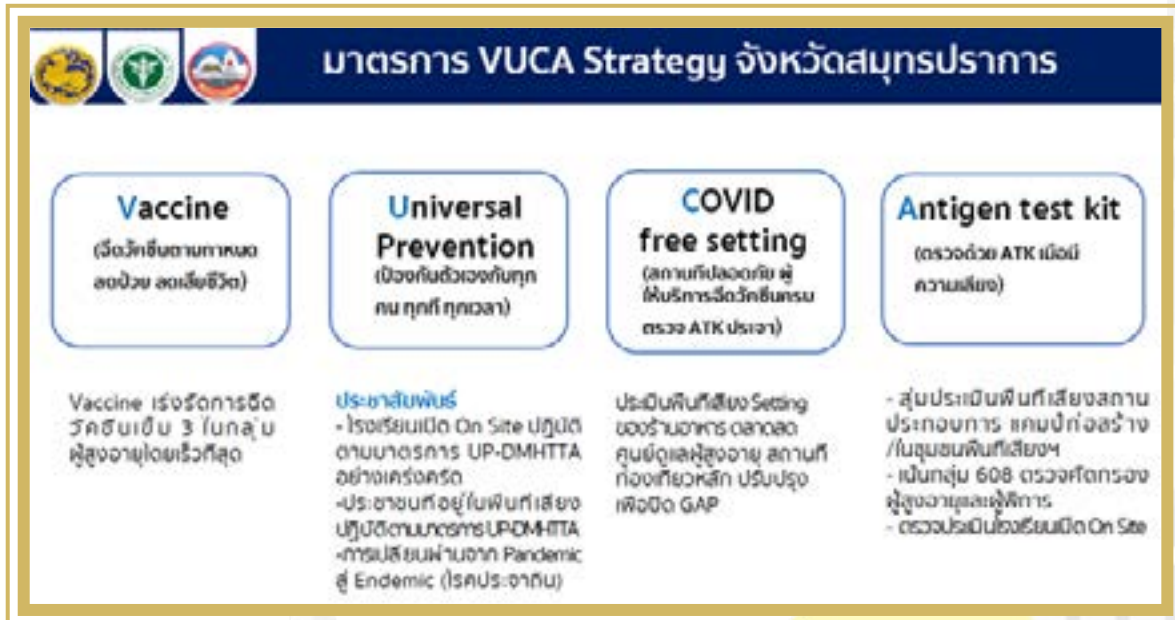 มาตรการ VUCA Strategy จังหวัดสมุทรปราการ
Vaccine
(ฉีดวัคซีนตามกำหนด
ลดป่วย ลดเสียชีวิต)
Vaccine เร่งรัดการฉีด
วัคซีนเข็ม 3 ในกลุ่ม
ผู้สูงอายุโดยเร็วที่สุด
Universal
Prevention
(ป้องกันตัวเองกับทุก
คน ทุกที่ ทุกเวลา)
ประชาสัมพันธ์
- โรงเรียนเปิด On Site ปฏิบัติ
ตามมาตรการ UP-DMHTTA
อย่างเคร่งครัด
-ประชาชนที่อยู่ในพื้นที่เสี่ยง
ปฏิบัติตามมาตรการ UP-DMHTTA
-การเปลี่ยนผ่านจาก Pandemic
สู่ Endemic (โรคประจำถิ่น)
COVID
free setting
(สถานที่ปลอดภัย ผู้
ให้บริการฉีดวัคซีนครบ
ตรวจ ATK ประจำ)
ประเมินพื้นที่เสี่ยง Setting
ของร้านอาหาร ตลาดสด
ศูนย์ดูแลผู้สูงอายุ สถานที่
ท่องเที่ยวหลัก ปรับปรุง
เพื่อปิด GAP
Antigen test kit
(ตรวจด้วย ATK เมื่อมี
ความเสี่ยง)
- สุ่มประเมินพื้นที่เสี่ยงสถาน
ประกอบการ แคมป์ก่อสร้าง
/ในชุมชนพื้นที่เสี่ยงฯ
- เน้นกลุ่ม 608 ตรวจคัดกรอง
ผู้สูงอายุและผู้พิการ
- ตรวจประเมินโรงเรียนเปิด On Site